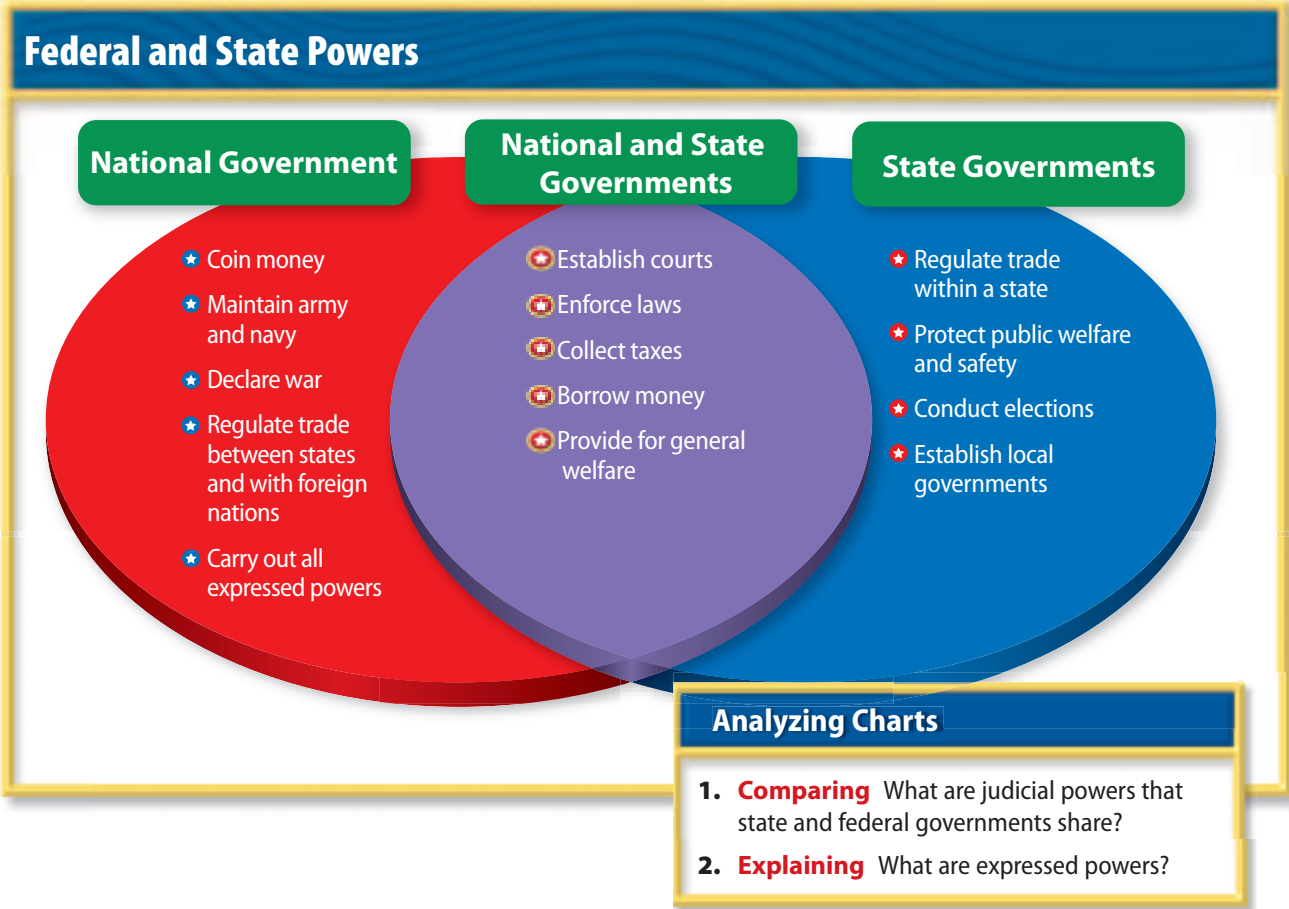 Federal and State Powers
National Government
National and State
Governments
State Governments
Coin money
Maintain army
and navy
Declare war
Regulate trade
between states
and with foreign
nations
Carry out all
expressed powers
Establish courts
Enforce laws
Collect taxes
Borrow money
Provide for general
welfare
Regulate trade
within a state
Protect public welfare
and safety
Conduct elections
Establish local
governments
Analyzing Charts
1. Comparing What are judicial powers that
state and federal governments share?
2. Explaining What are expressed powers?